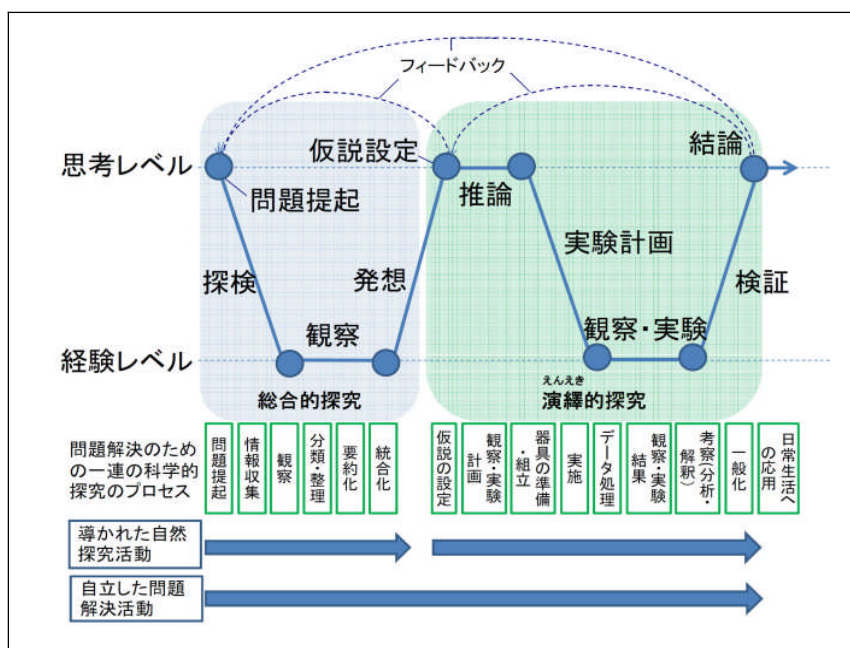 フィードバック
思考レベル
仮説設定
結論
問題提起
推論
実験計画
探検
発想
検証
観察
観察・実験
経験レベル
総合的探究
えんえき
演繹的探究
問題解決のため
の一連の科学的
探究のプロセス
問題提起
情報収集
観察
分類・整理
要約化
統合化
仮説の設定
観察・実験
計画
器具の準備
・組立
実施
データ処理
観察・実験
結果
考察(分析・
解釈)
一般化
日常生活へ
の応用
導かれた自然
探究活動
自立した問題
解決活動